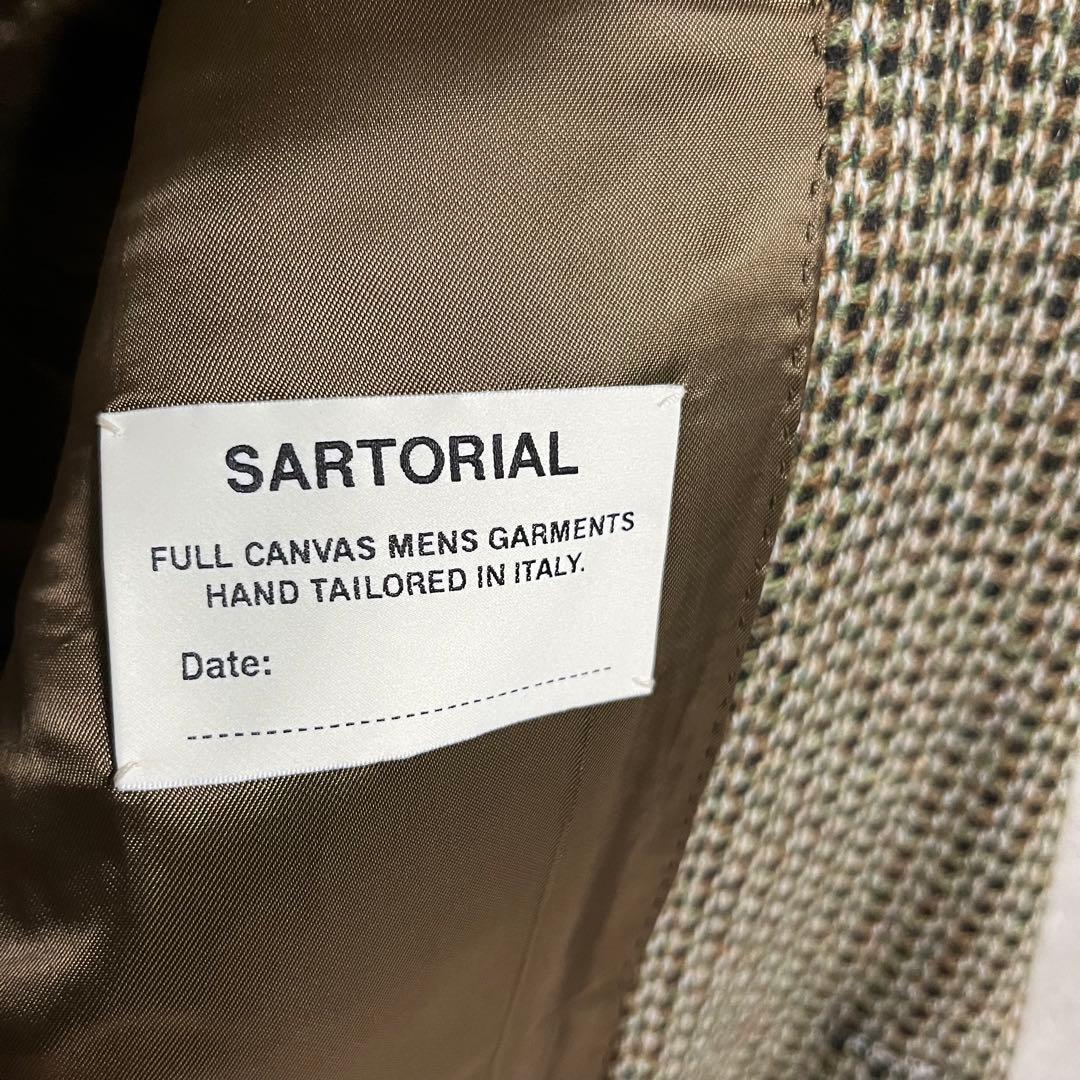 SARTORIAL
FULL CANVAS MENS GARMENTS
HAND TAILORED IN ITALY.
Date: